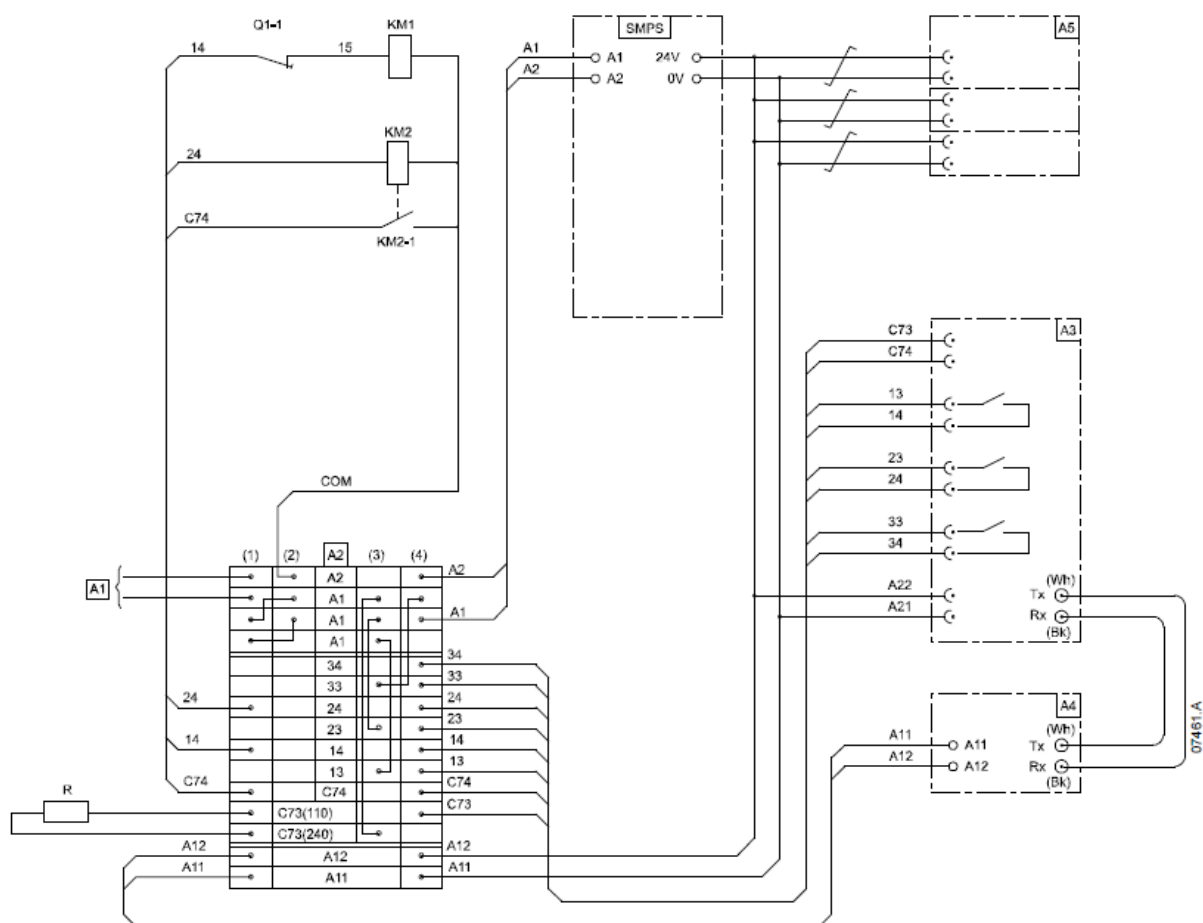 Q1-1 KM1 SMPS A5
14 15 A1 A1 24V
A2 A2 0V
KM2
24
C74
KM2-1
C73 A3
C74
13
14
23
24
COM
33
34
(1) (2) A2 (3) (4)
A2 A2
A1 A1
A1 A1
A1
A22 Tx (Wh)
A21 Rx (Bk)
34 34
33 33
24 24 24
23 23
14 14 14
13 13
C74 C74 C74
R C73(110) C73
C73(240)
A12 A12 A12
A11 A11 A11
A4
(Wh)
A11 A11 Tx
A12 A12 Rx
(Bk)
07461.A